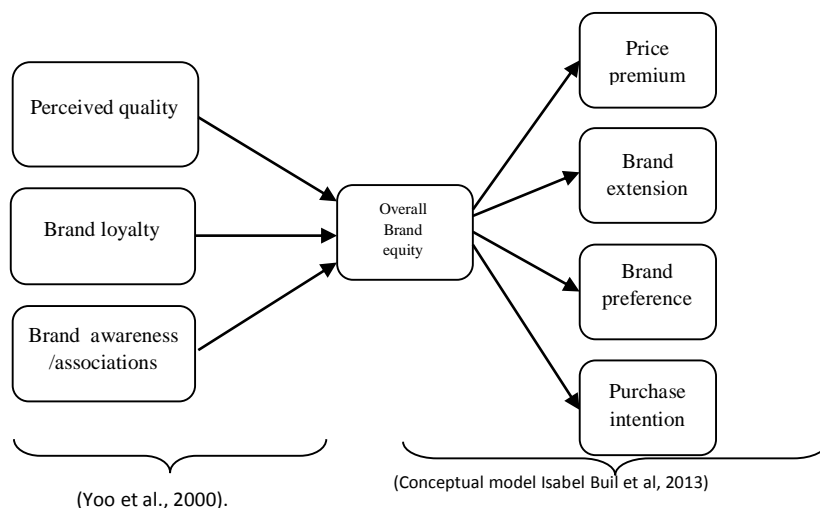 Perceived quality
Brand loyalty
Brand awareness
/associations
Overall
Brand
equity
Price
premium
Brand
extension
Brand
preference
Purchase
intention
(Yoo et al., 2000).
(Conceptual model Isabel Buil et al, 2013)